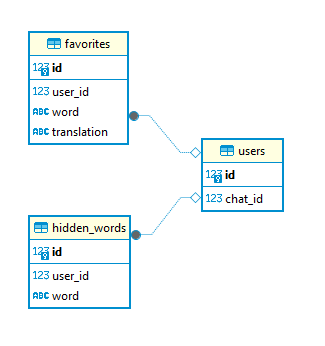 favorites
123 id
123 user_id
ABC word
ABC translation
users
123 id
123 chat_id
hidden_words
123 id
123 user_id
ABC word